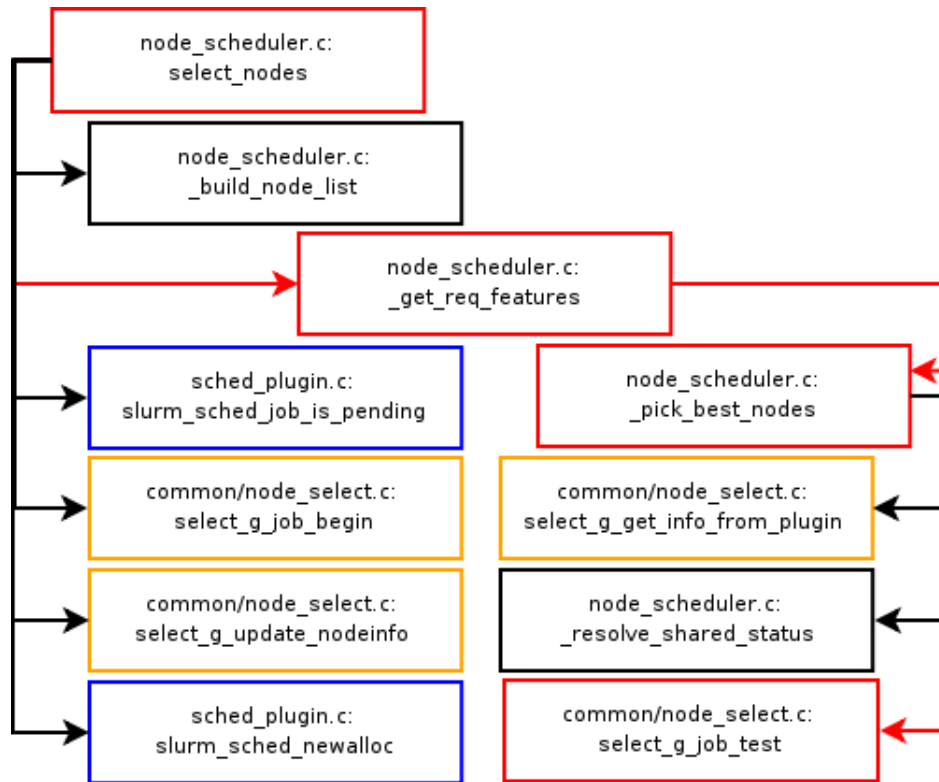 node_scheduler.c:
select_nodes
node_scheduler.c:
_build_node_list
node_scheduler.c:
_get_req_features
sched_plugin.c:
slurm_sched_job_is_pending
node_scheduler.c:
_pick_best_nodes
common/node_select.c:
select_g_job_begin
common/node_select.c:
select_g_get_info_from_plugin
common/node_select.c:
select_g_update_nodeinfo
node_scheduler.c:
_resolve_shared_status
sched_plugin.c:
slurm_sched_newalloc
common/node_select.c:
select_g_job_test